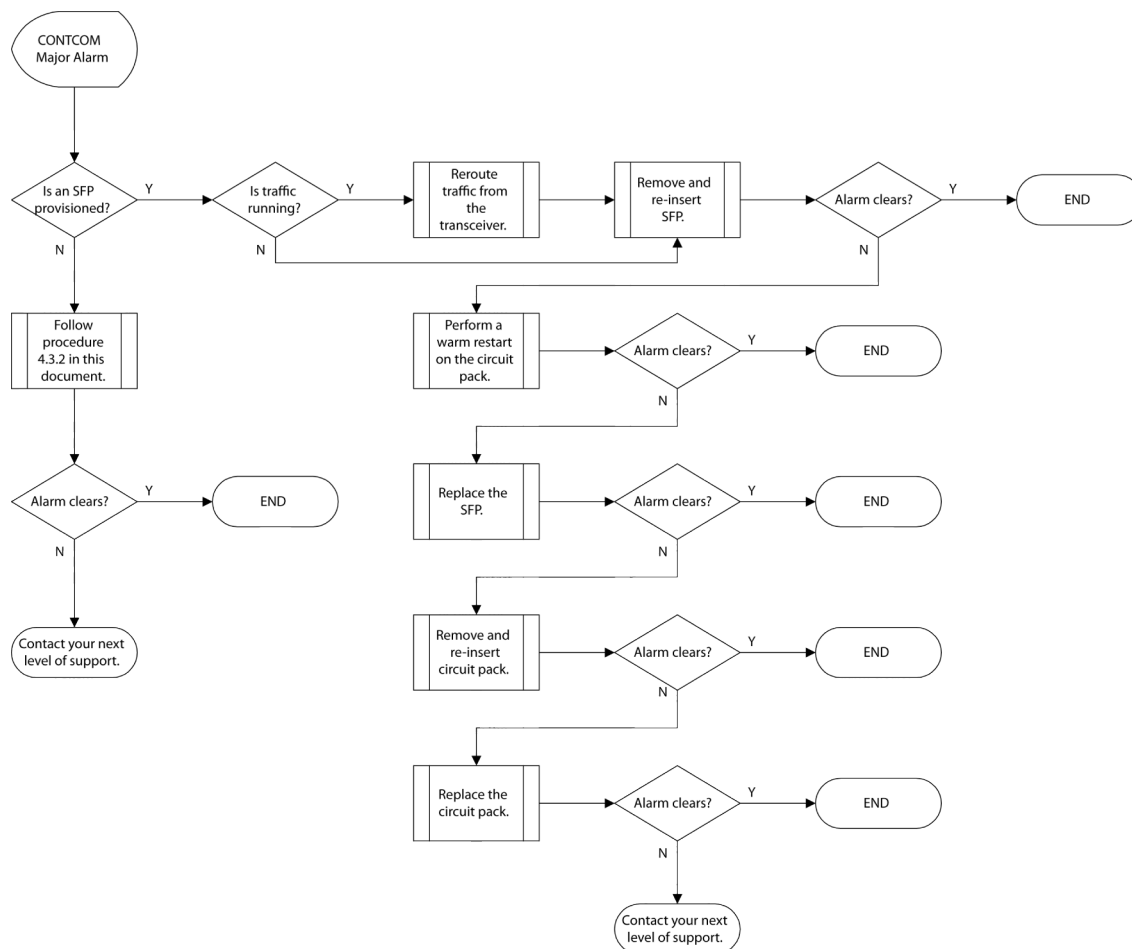 CONTCOM
Major Alarm
Is an SFP
provisioned?
Y
Is traffic
running?
Y
Reroute
traffic from
the
transceiver.
Remove and
re-insert
SFP.
Alarm clears?
Y
END
N
N
N
Follow
procedure
4.3.2 in this
document.
Perform a
warm restart
on the circuit
pack.
Alarm clears?
Y
END
N
Alarm clears?
Y
END
N
Contact your next
level of support.
Replace the
SFP.
Alarm clears?
Y
END
N
Remove and
re-insert
circuit pack.
Alarm clears?
Y
END
N
Replace the
circuit pack.
Alarm clears?
Y
END
N
Contact your next
level of support.